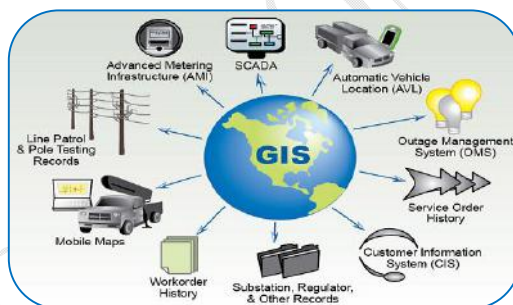 Advanced Metering
Infrastructure (AMI)
SCADA
Automatic Vehicle
Location (AVL)
Line Patrol
& Pole Testing
Records
GIS
Outage Management
System (OMS)
Service Order
History
Mobile Maps
Workorder
History
Substation, Regulator,
& Other Records
Customer Information
System (CIS)